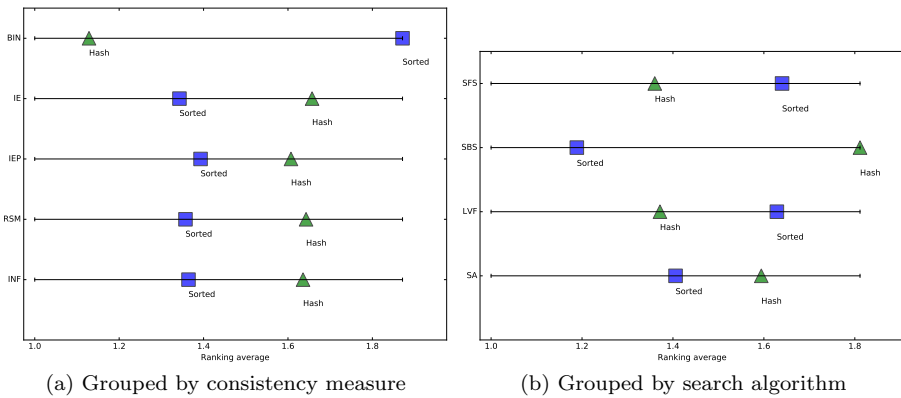 BIN
Hash
Sorted
IE
Sorted
Hash
IEP
Sorted
Hash
RSM
Sorted
Hash
INF
Sorted
Hash
1.0 1.2 1.4 1.6 1.8
Ranking average
(a) Grouped by consistency measure
SFS
Hash
Sorted
SBS
Sorted
Hash
LVF
Hash
Sorted
SA
Sorted
Hash
1.0 1.2 1.4 1.6 1.8
Ranking average
(b) Grouped by search algorithm